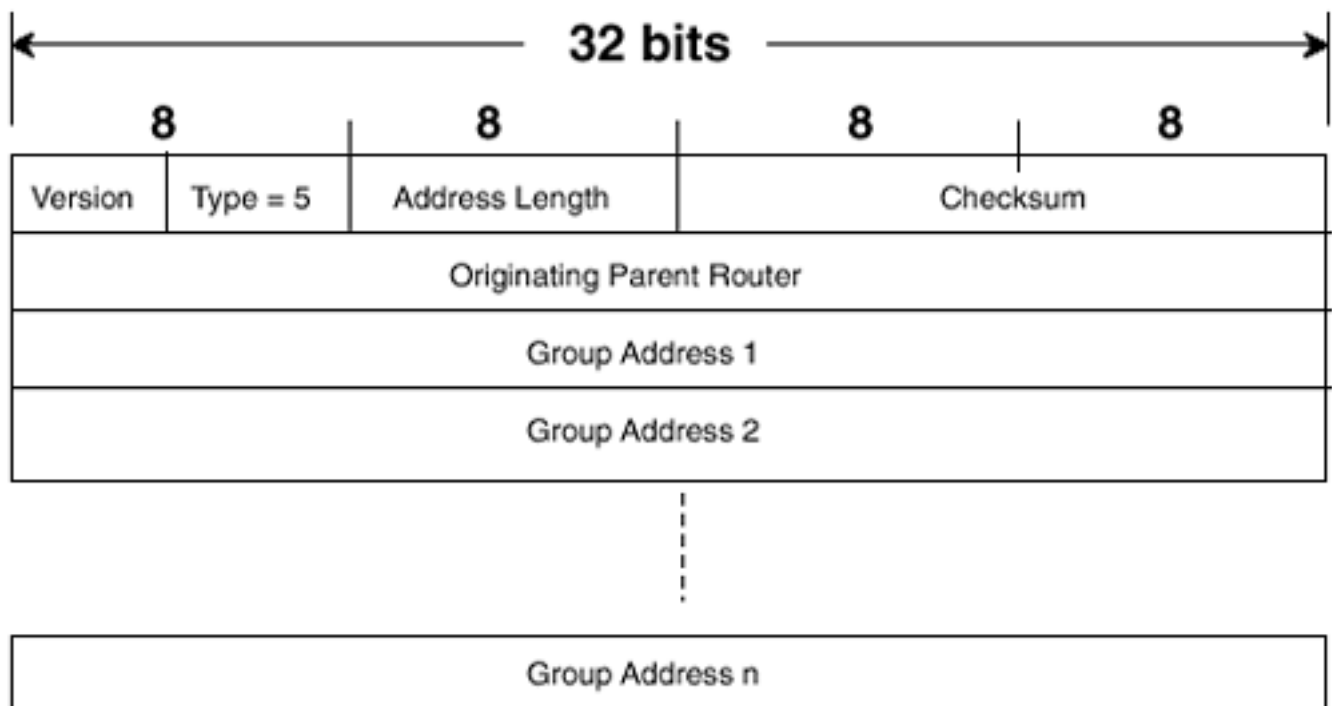 32 bits
8 8 8 8
Version Type = 5 Address Length Checksum
Originating Parent Router
Group Address 1
Group Address 2
Group Address n